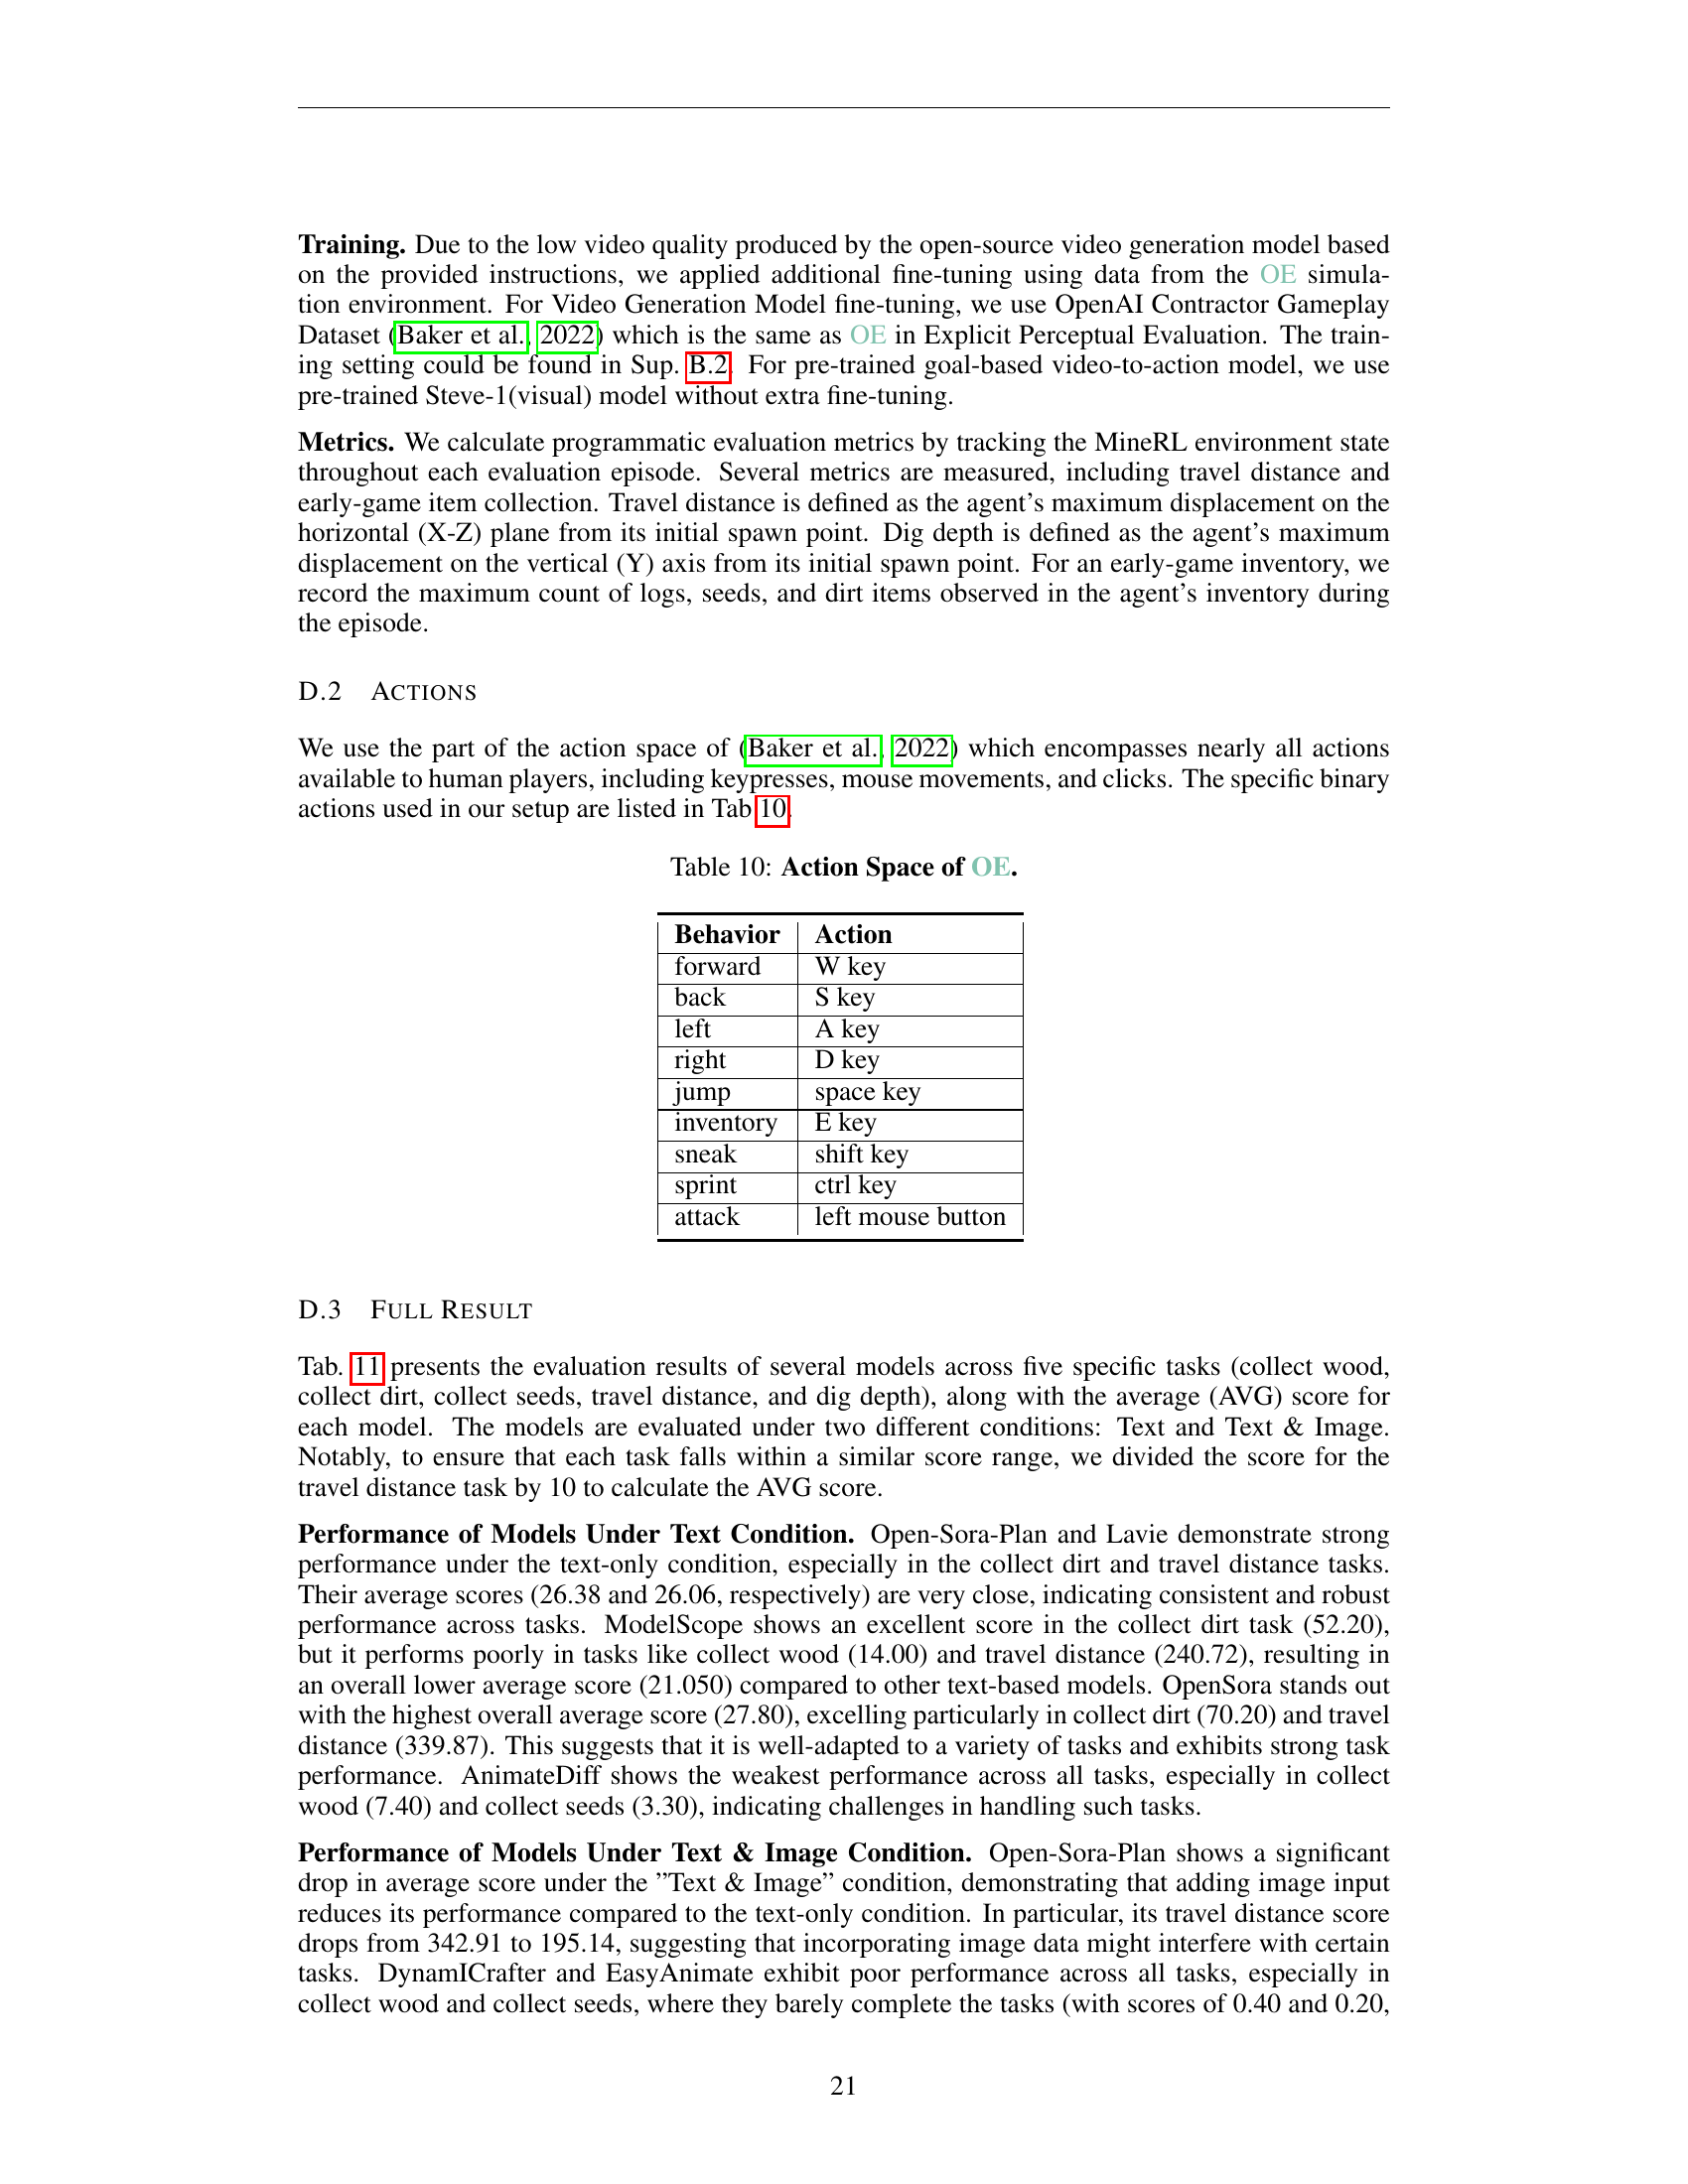 Training. Due to the low video quality produced by the open-source video generation model based
on the provided instructions, we applied additional fine-tuning using data from the OE simula-
tion environment. For Video Generation Model fine-tuning, we use OpenAI Contractor Gameplay
Dataset (Baker et al., 2022) which is the same as OE in Explicit Perceptual Evaluation. The train-
ing setting could be found in Sup. B.2. For pre-trained goal-based video-to-action model, we use
pre-trained Steve-1(visual) model without extra fine-tuning.
Metrics. We calculate programmatic evaluation metrics by tracking the MineRL environment state
throughout each evaluation episode. Several metrics are measured, including travel distance and
early-game item collection. Travel distance is defined as the agent's maximum displacement on the
horizontal (X-Z) plane from its initial spawn point. Dig depth is defined as the agent's maximum
displacement on the vertical (Y) axis from its initial spawn point. For an early-game inventory, we
record the maximum count of logs, seeds, and dirt items observed in the agent's inventory during
the episode.
D.2 ACTIONS
We use the part of the action space of (Baker et al., 2022) which encompasses nearly all actions
available to human players, including keypresses, mouse movements, and clicks. The specific binary
actions used in our setup are listed in Tab 10.
Table 10: Action Space of OE.
Behavior Action
forward W key
back S key
left A key
right D key
jump space key
inventory E key
sneak shift key
sprint ctrl key
attack left mouse button
D.3 FULL RESULT
Tab. 11 presents the evaluation results of several models across five specific tasks (collect wood,
collect dirt, collect seeds, travel distance, and dig depth), along with the average (AVG) score for
each model. The models are evaluated under two different conditions: Text and Text & Image.
Notably, to ensure that each task falls within a similar score range, we divided the score for the
travel distance task by 10 to calculate the AVG score.
Performance of Models Under Text Condition. Open-Sora-Plan and Lavie demonstrate strong
performance under the text-only condition, especially in the collect dirt and travel distance tasks.
Their average scores (26.38 and 26.06, respectively) are very close, indicating consistent and robust
performance across tasks. ModelScope shows an excellent score in the collect dirt task (52.20),
but it performs poorly in tasks like collect wood (14.00) and travel distance (240.72), resulting in
an overall lower average score (21.050) compared to other text-based models. OpenSora stands out
with the highest overall average score (27.80), excelling particularly in collect dirt (70.20) and travel
distance (339.87). This suggests that it is well-adapted to a variety of tasks and exhibits strong task
performance. AnimateDiff shows the weakest performance across all tasks, especially in collect
wood (7.40) and collect seeds (3.30), indicating challenges in handling such tasks.
Performance of Models Under Text & Image Condition. Open-Sora-Plan shows a significant
drop in average score under the ”Text & Image” condition, demonstrating that adding image input
reduces its performance compared to the text-only condition. In particular, its travel distance score
drops from 342.91 to 195.14, suggesting that incorporating image data might interfere with certain
tasks. DynamICrafter and EasyAnimate exhibit poor performance across all tasks, especially in
collect wood and collect seeds, where they barely complete the tasks (with scores of 0.40 and 0.20,
21